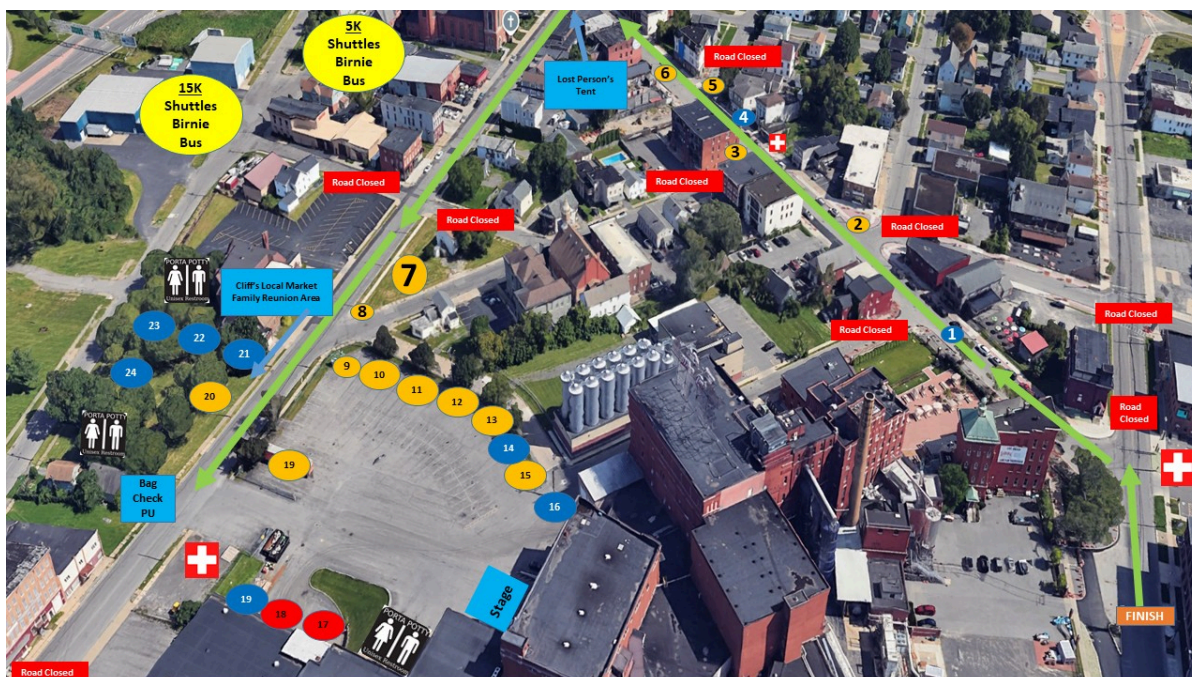 5K
Shuttles
Birnie
Bus
15K
Shuttles
Birnie
Bus
Lost Person's
Tent
Road Closed
6
5
4
3
Road Closed
Road Closed
2
Road Closed
Road Closed
7
8
PORTA POTTY
Unisex Restroom
Cliff's Local Market
Family Reunion Area
Road Closed
Road Closed
1
23
22
21
24
20
9
10
11
12
13
14
15
16
Road
Closed
PORTA POTTY
Unisex Restroom
19
Bag
Check
PU
Stage
19
18
17
PORTA POTTY
Unisex Restroom
FINISH
Road Closed